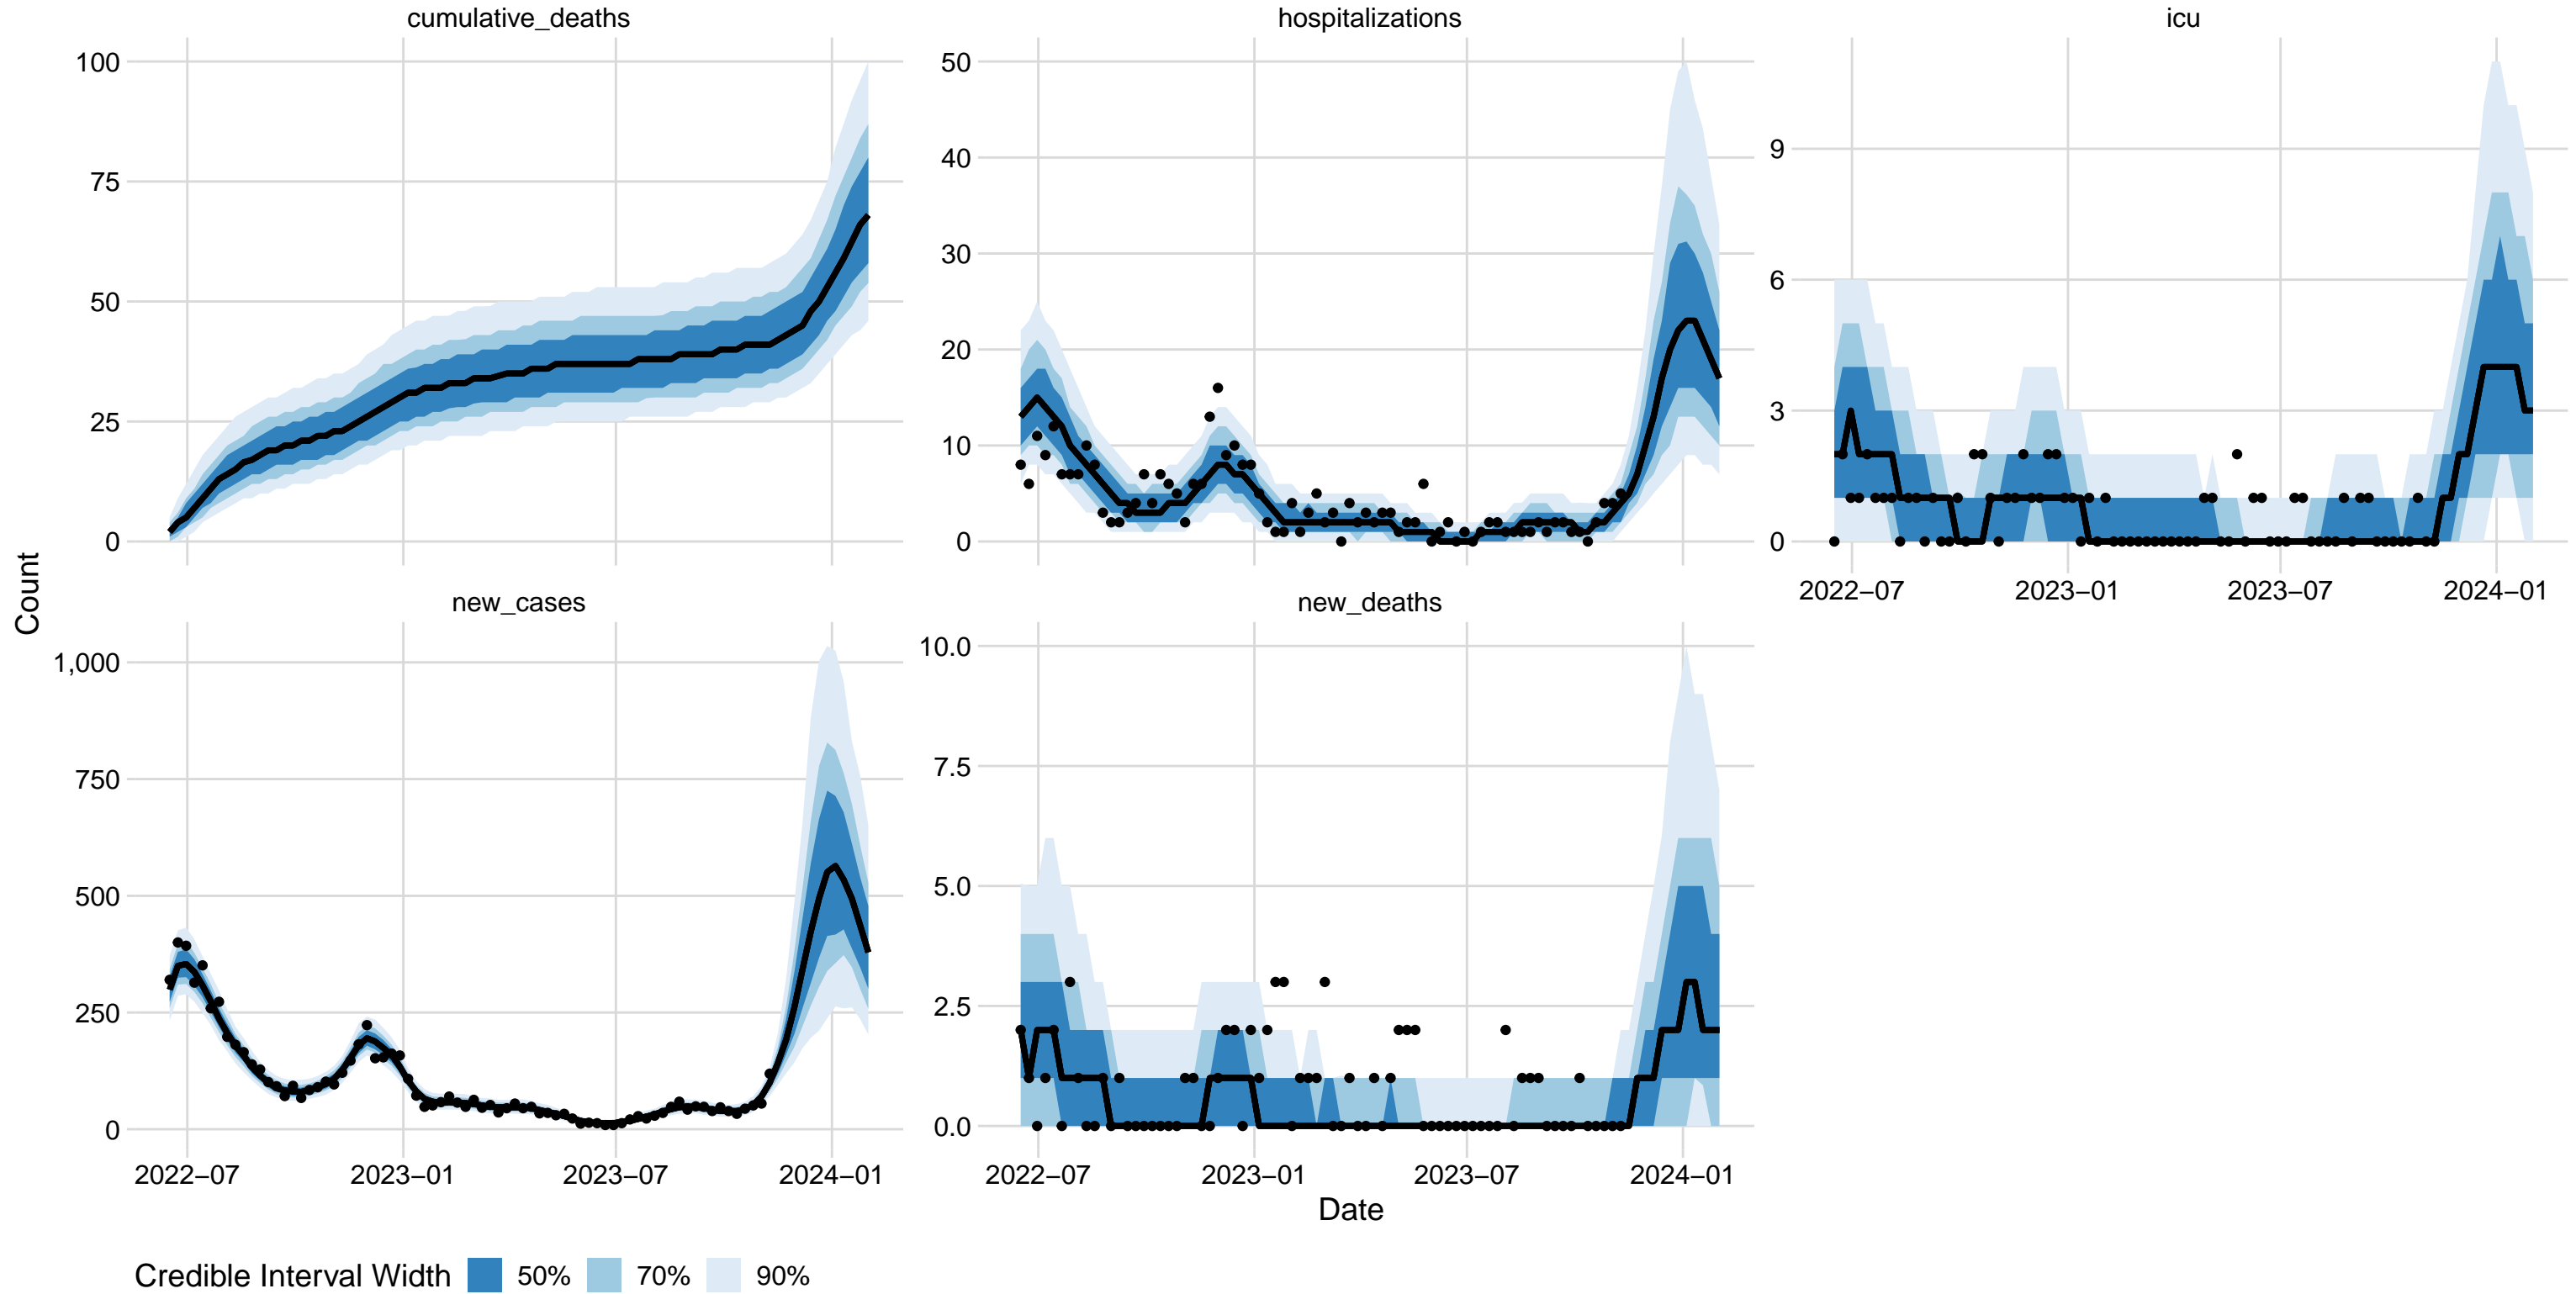 cumulative_deaths
hospitalizations
icu
100
75
50
25
0
50
40
30
20
10
0
9
6
3
0
2022−07 2023−01 2023−07 2024−01
Count
new_cases
new_deaths
1,000
750
500
250
0
10.0
7.5
5.0
2.5
0.0
2022−07 2023−01 2023−07 2024−01
2022−07 2023−01 2023−07 2024−01
Date
Credible Interval Width 50% 70% 90%